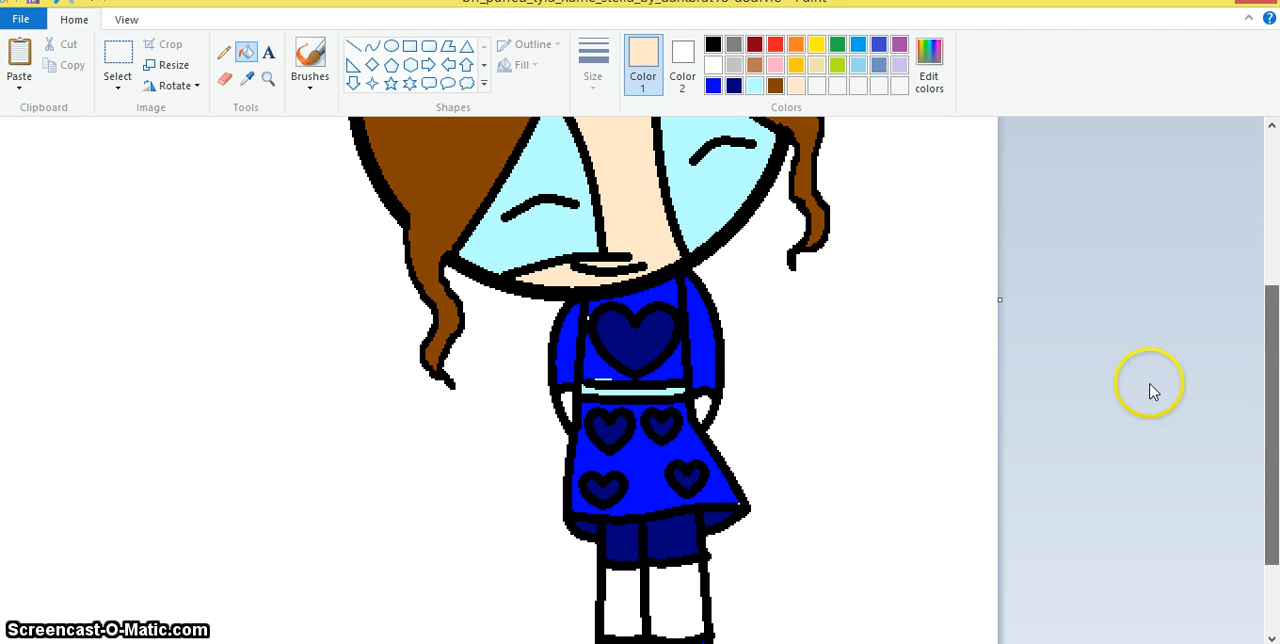 File
Home
View
Paste
Cut
Copy
Clipboard
Select
Crop
Resize
Rotate
Image
A
Tools
Brushes
Shapes
Outline
Fill
Size
Color 1
Color 2
Edit colors
Colors
Screencast-O-Matic.com